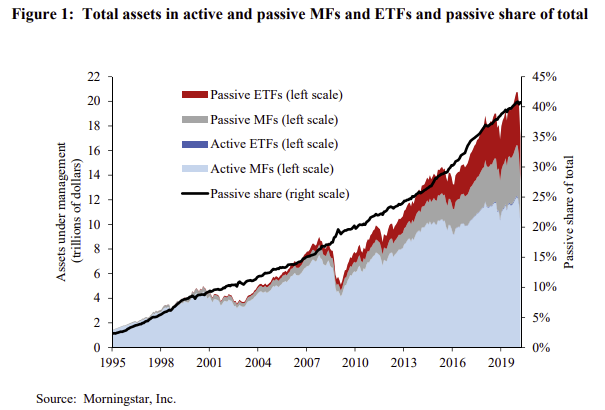 Figure 1: Total assets in active and passive MFs and ETFs and passive share of total
22
20
18
16
14
12
10
8
6
4
2
0
Assets under management
(trillions of dollars)
Passive ETFs (left scale)
Passive MFs (left scale)
Active ETFs (left scale)
Active MFs (left scale)
Passive share (right scale)
45%
40%
35%
30%
25%
20%
15%
10%
5%
0%
Passive share of total
1995 1998 2001 2004 2007 2010 2013 2016 2019
Source: Morningstar, Inc.